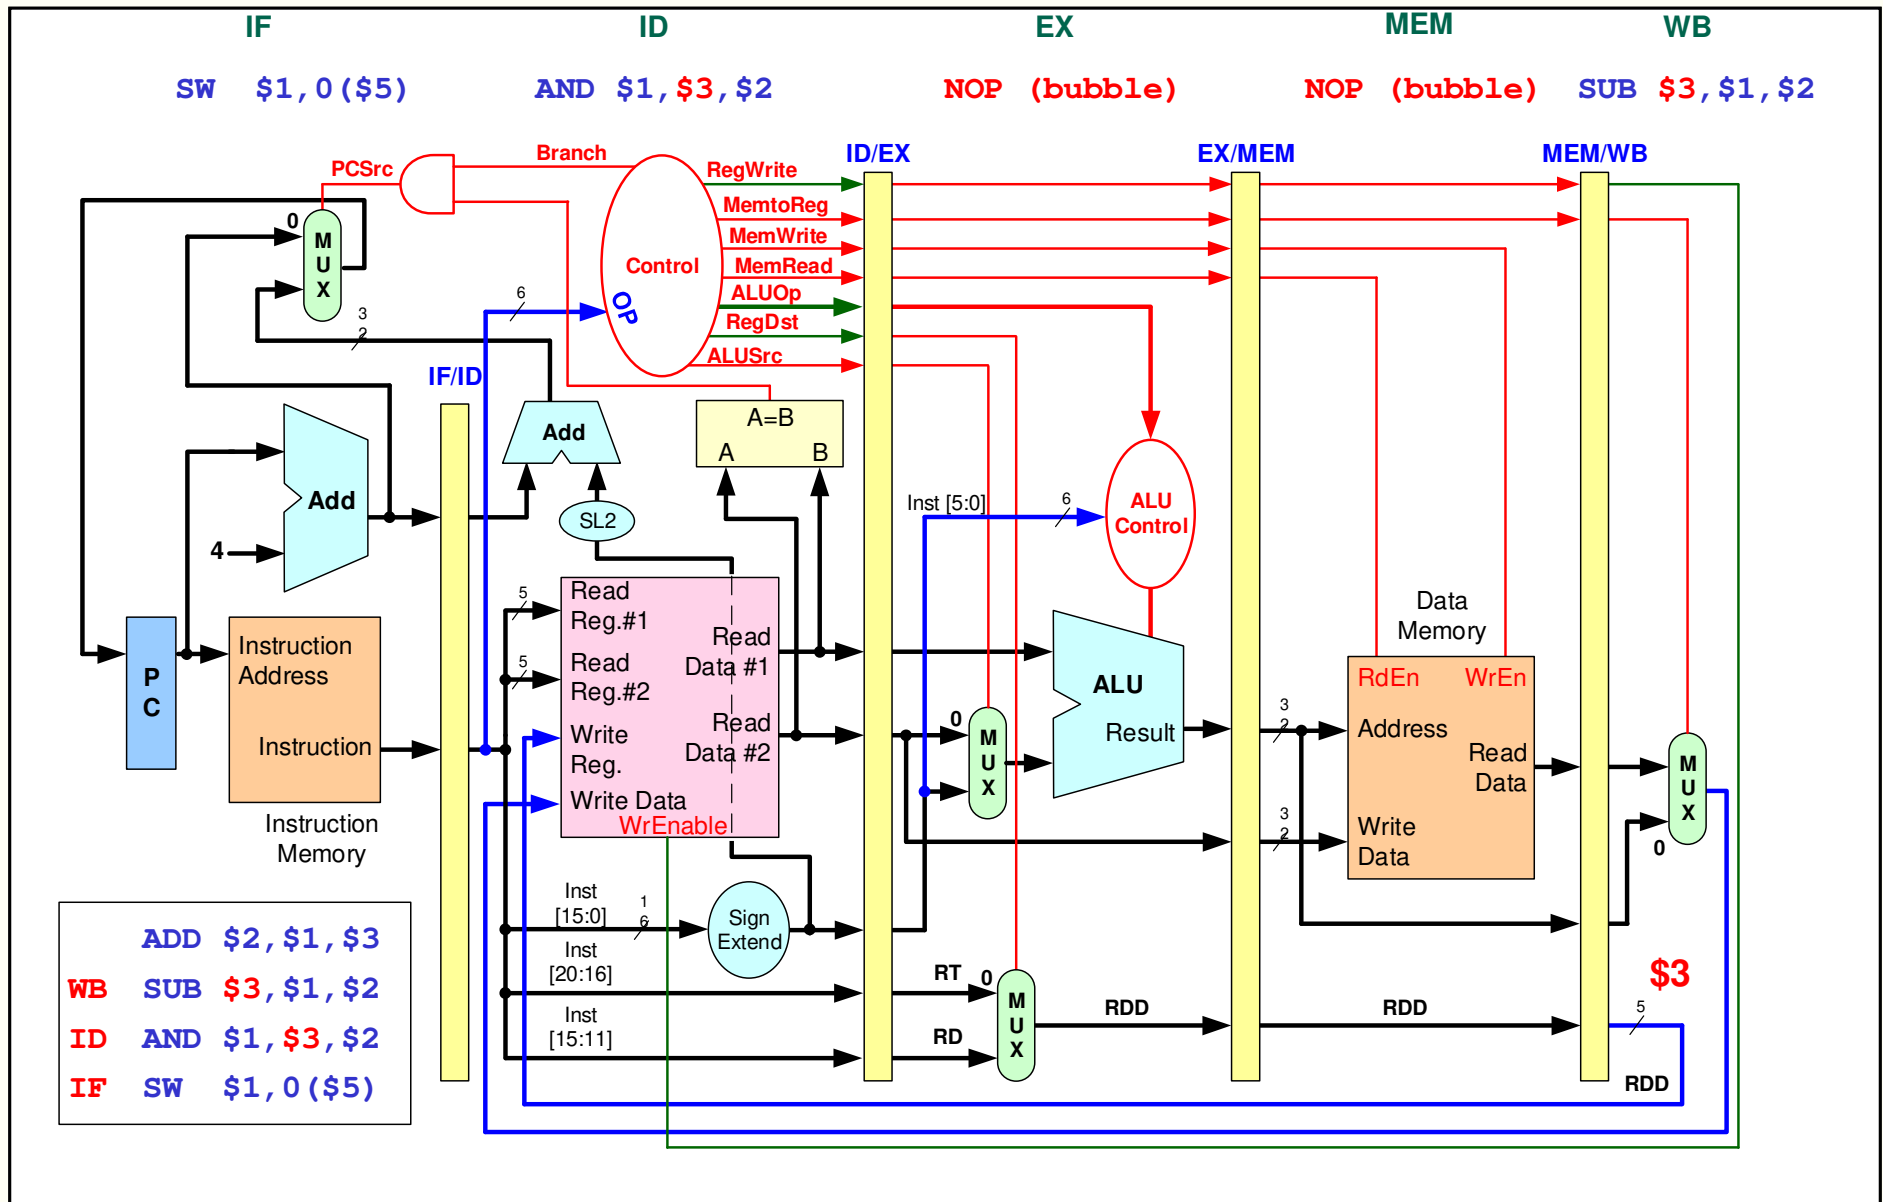 IF ID EX MEM WB
SW $1,0($5) AND $1,$3,$2 NOP (bubble) NOP (bubble) SUB $3,$1,$2
ID/EX EX/MEM MEM/WB
PCSrc Branch RegWrite
MemtoReg
MemWrite
MemRead
ALUOp
RegDst
ALUSrc
Control
OP
0
M
U
X
6
3
2
IF/ID
Add
A=B
A B
Add
4
SL2
Inst [5:0] 6
ALU
Control
P
C
Instruction
Address
Instruction
Instruction
Memory
5
Read
Reg.#1
5
Read
Reg.#2
Write
Reg.
Write Data
WrEnable
Read
Data #1
Read
Data #2
0
M
U
X
ALU
Result
3
2
3
2
Data
Memory
RdEn WrEn
Address
Read
Data
Write
Data
M
U
X
0
Inst
[15:0]
1
6
Sign
Extend
Inst
[20:16]
Inst
[15:11]
RT
RD
0
M
U
X
RDD RDD
$3
5
RDD
ADD $2,$1,$3
WB SUB $3,$1,$2
ID AND $1,$3,$2
IF SW $1,0($5)